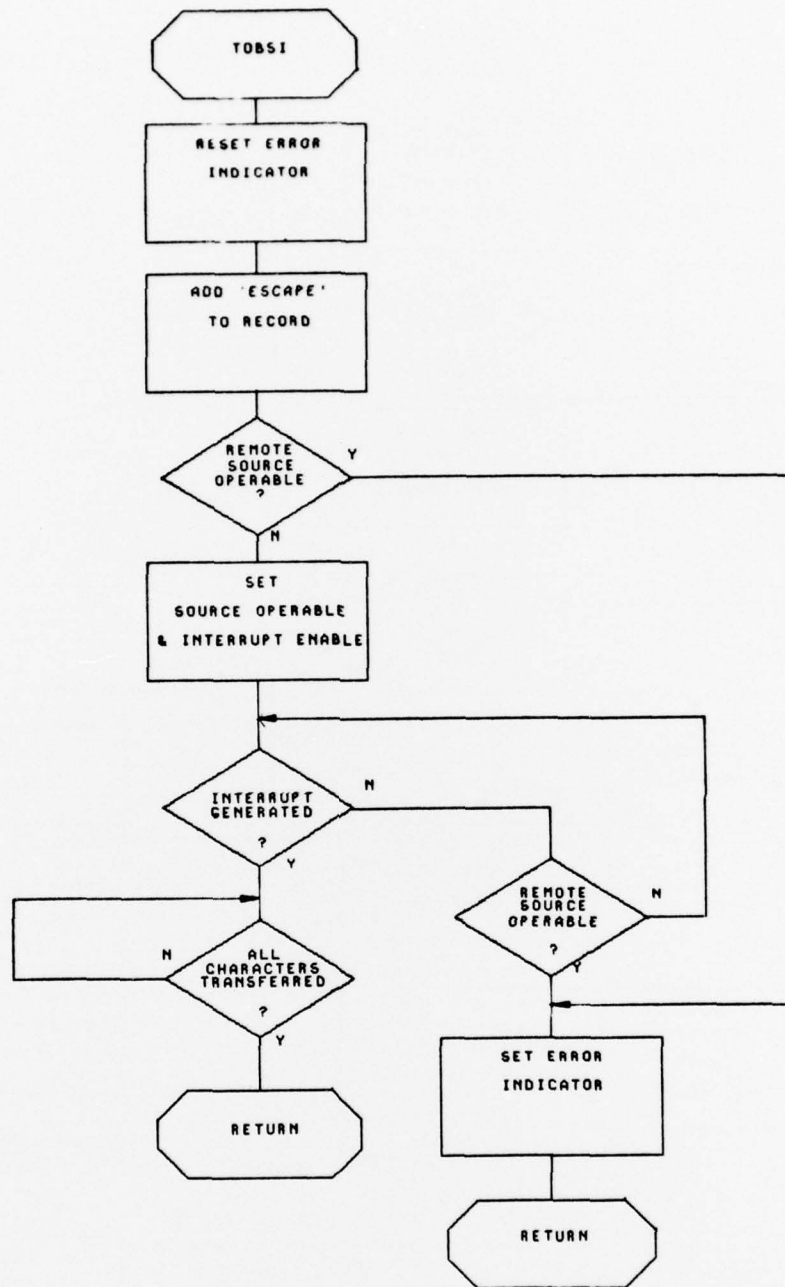 TOBSI
RESET ERROR
INDICATOR
ADD 'ESCAPE'
TO RECORD
REMOTE
SOURCE
OPERABLE
?
Y
N
SET
SOURCE OPERABLE
& INTERRUPT ENABLE
INTERRUPT
GENERATED
?
N
Y
REMOTE
SOURCE
OPERABLE
?
N
Y
ALL
CHARACTERS
TRANSFERRED
?
N
Y
SET ERROR
INDICATOR
RETURN
RETURN